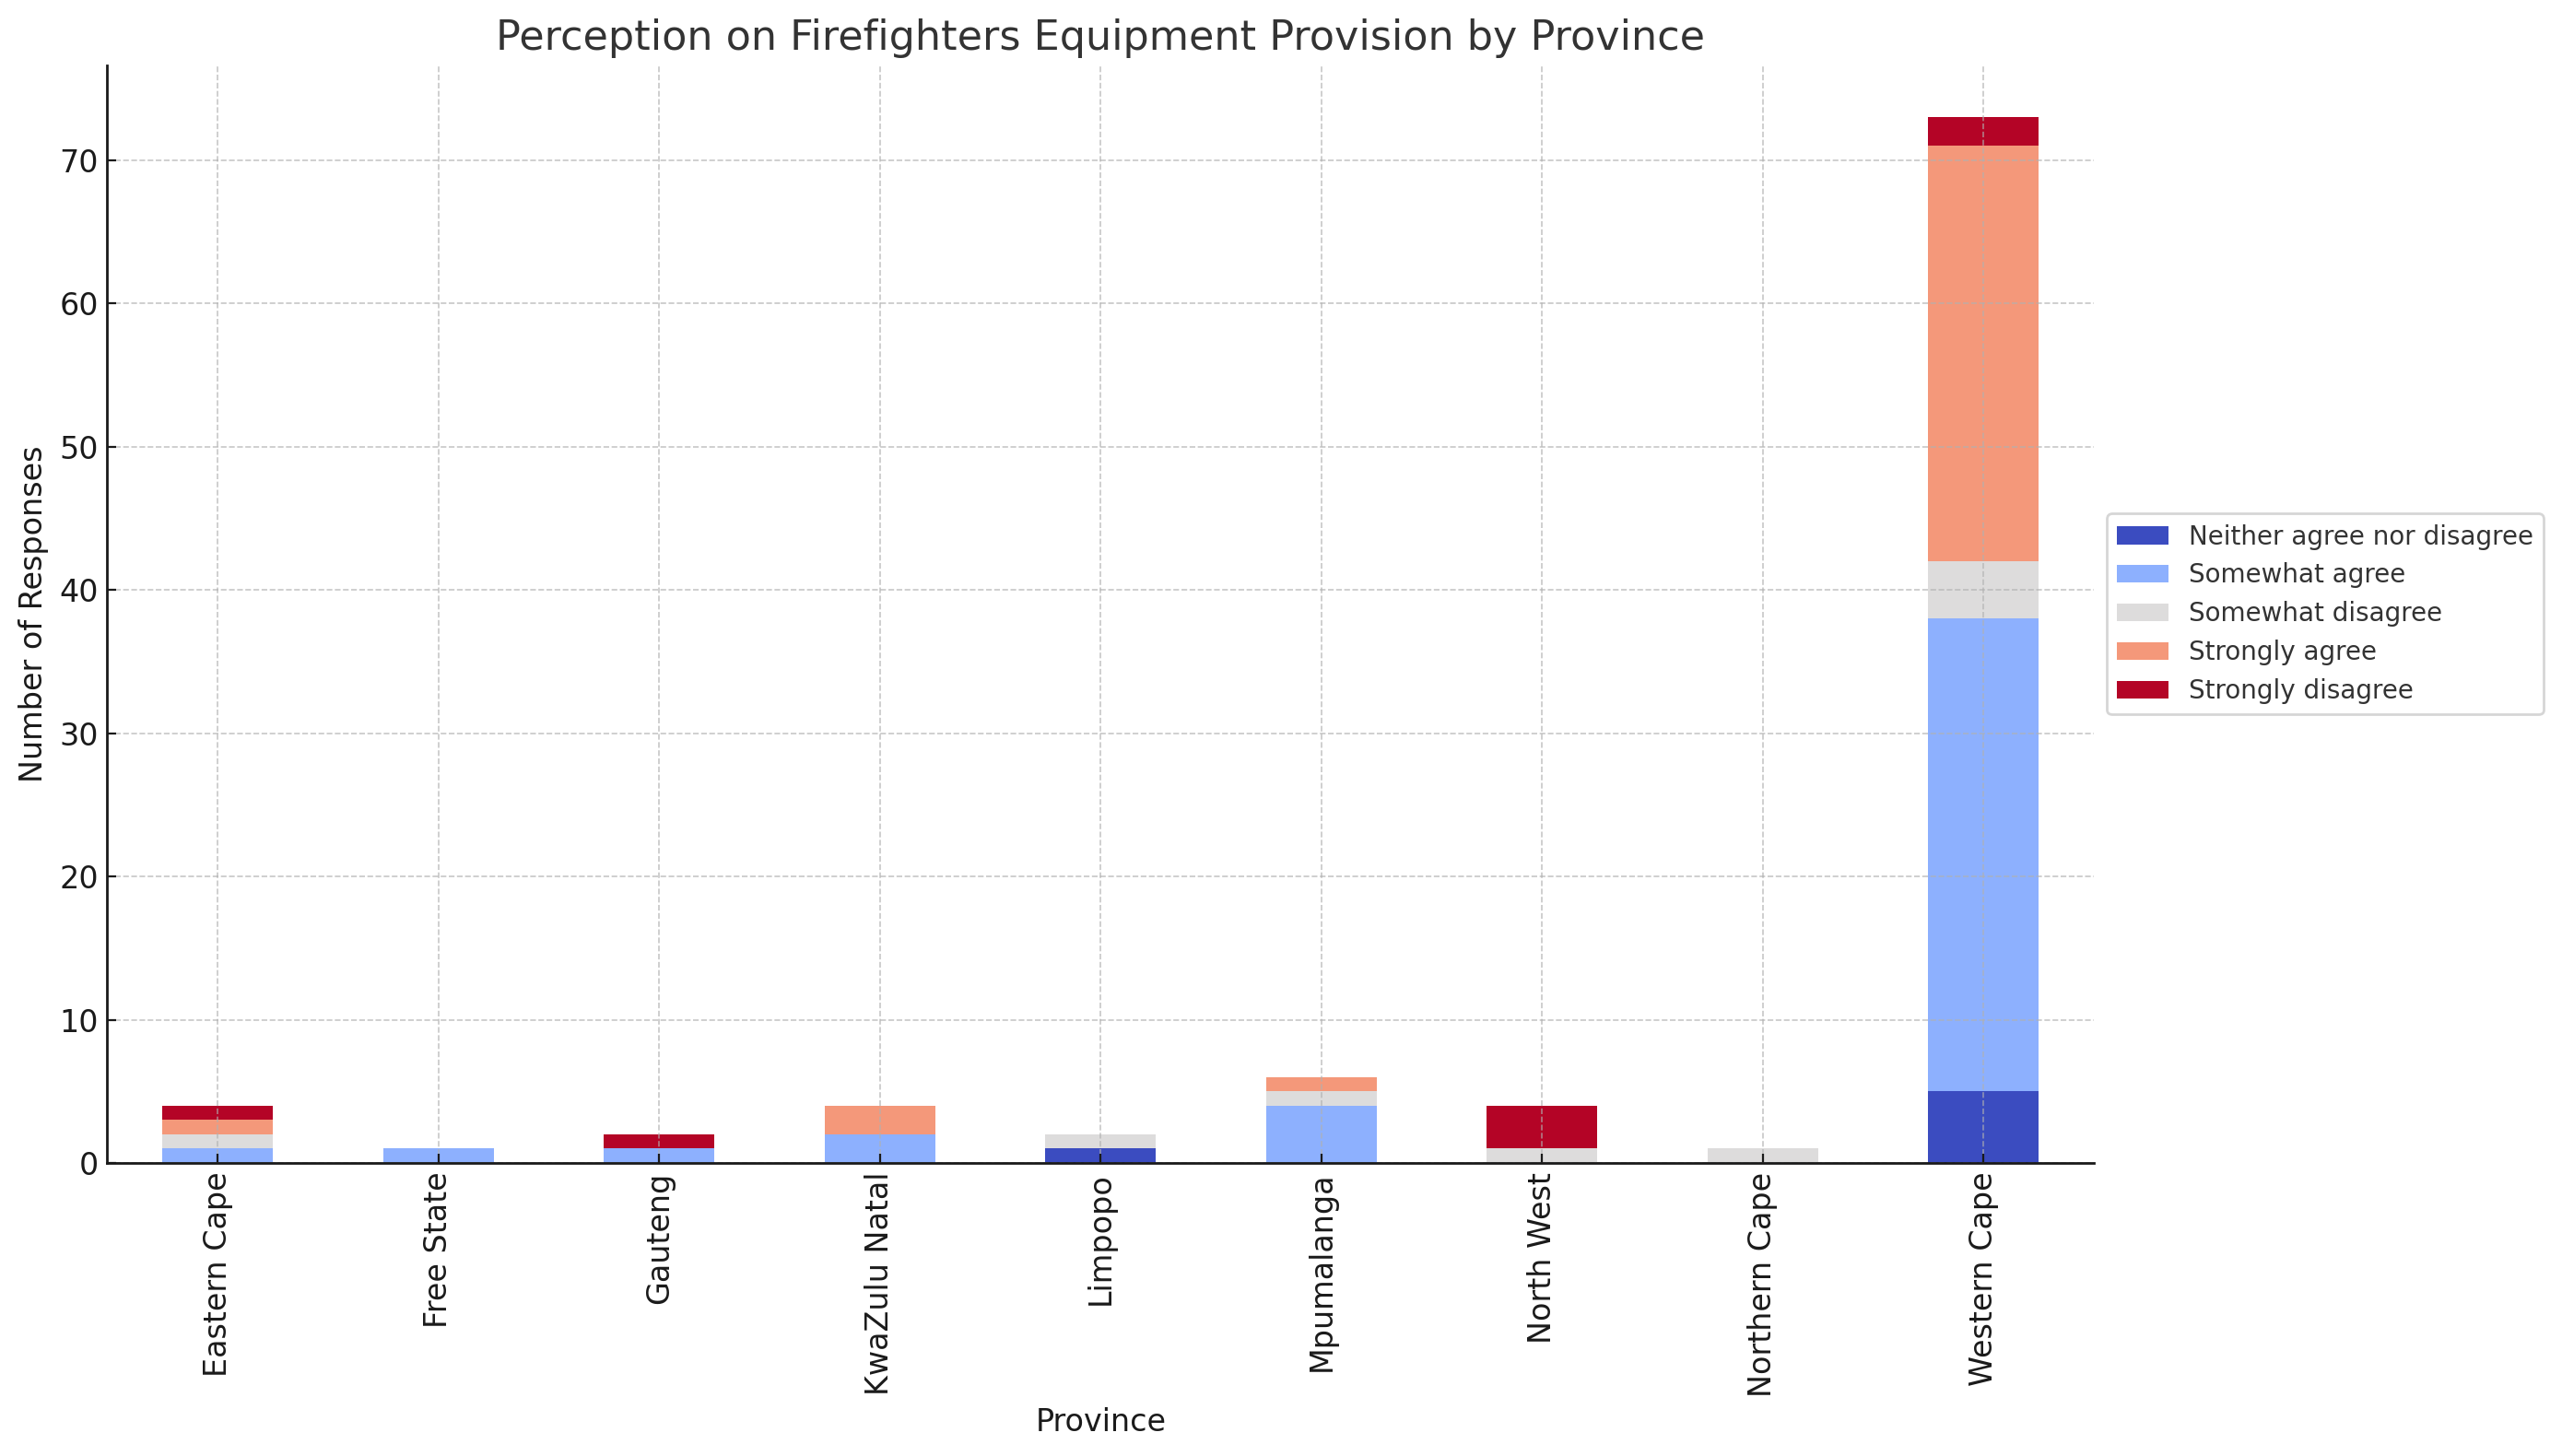 Perception on Firefighters Equipment Provision by Province
Number of Responses
70
60
50
40
30
20
10
0
Eastern Cape
Free State
Gauteng
KwaZulu Natal
Limpopo
Mpumalanga
North West
Northern Cape
Western Cape
Province
Neither agree nor disagree
Somewhat agree
Somewhat disagree
Strongly agree
Strongly disagree